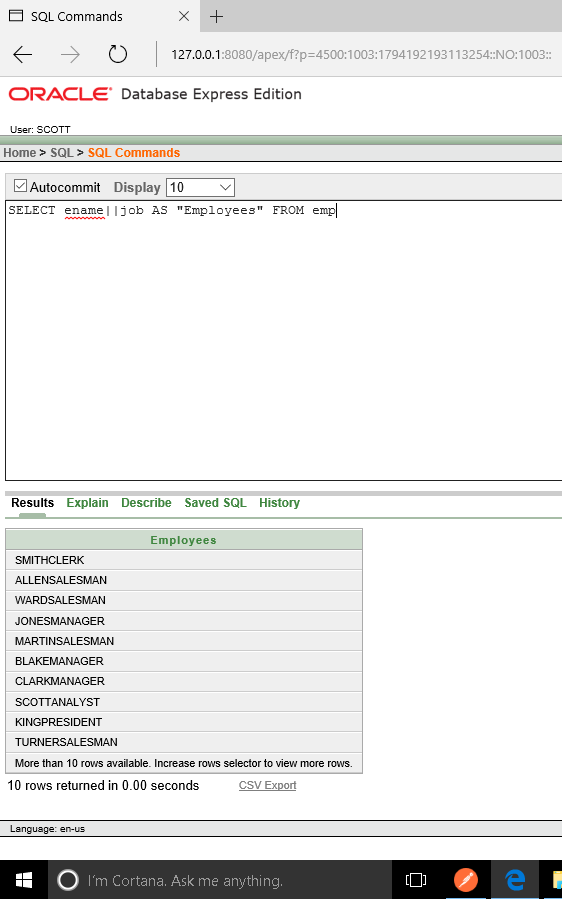 SQL Commands
127.0.0.1:8080/apex/f?p=4500:1003:1794192193113254::NO:1003::
ORACLE Database Express Edition
User: SCOTT
Home > SQL > SQL Commands
Autocommit Display 10
SELECT ename||job AS "Employees" FROM emp
Results Explain Describe Saved SQL History
Employees
SMITHCLERK
ALLENSALESMAN
WARDSALESMAN
JONESMANAGER
MARTINSALESMAN
BLAKEMANAGER
CLARKMANAGER
SCOTTANALYST
KINGPRESIDENT
TURNERSALESMAN
More than 10 rows available. Increase rows selector to view more rows.
10 rows returned in 0.00 seconds CSV Export
Language: en-us
I'm Cortana. Ask me anything.